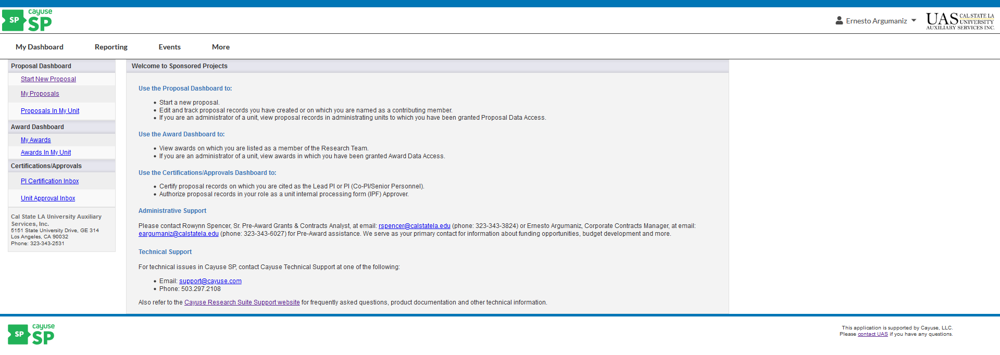 SP cayuse SP
Ernesto Argumaniz
UAS CAL STATE LA
UNIVERSITY
AUXILIARY SERVICES INC.
My Dashboard
Reporting
Events
More
Proposal Dashboard
Start New Proposal
My Proposals
Proposals In My Unit
Award Dashboard
My Awards
Awards In My Unit
Certifications/Approvals
PI Certification Inbox
Unit Approval Inbox
Cal State LA University Auxiliary
Services, Inc.
5151 State University Drive, GE 314
Los Angeles, CA 90032
Phone: 323-343-2531
Welcome to Sponsored Projects
Use the Proposal Dashboard to:
• Start a new proposal.
• Edit and track proposal records you have created or on which you are named as a contributing member.
• If you are an administrator of a unit, view proposal records in administrating units to which you have been granted Proposal Data Access.
Use the Award Dashboard to:
• View awards on which you are listed as a member of the Research Team.
• If you are an administrator of a unit, view awards in which you have been granted Award Data Access.
Use the Certifications/Approvals Dashboard to:
• Certify proposal records on which you are cited as the Lead PI or PI (Co-PI/Senior Personnel).
• Authorize proposal records in your role as a unit internal processing form (IPF) Approver.
Administrative Support
Please contact Rowynn Spencer, Sr. Pre-Award Grants & Contracts Analyst, at email: rspencer@calstatela.edu (phone: 323-343-3824) or Ernesto Argumaniz, Corporate Contracts Manager, at email:
eargumaniz@calstatela.edu (phone: 323-343-6027) for Pre-Award assistance. We serve as your primary contact for information about funding opportunities, budget development and more.
Technical Support
For technical issues in Cayuse SP, contact Cayuse Technical Support at one of the following:
• Email: support@cayuse.com
• Phone: 503.297.2108
Also refer to the Cayuse Research Suite Support website for frequently asked questions, product documentation and other technical information.
SP cayuse SP
This application is supported by Cayuse, LLC.
Please contact UAS if you have any questions.